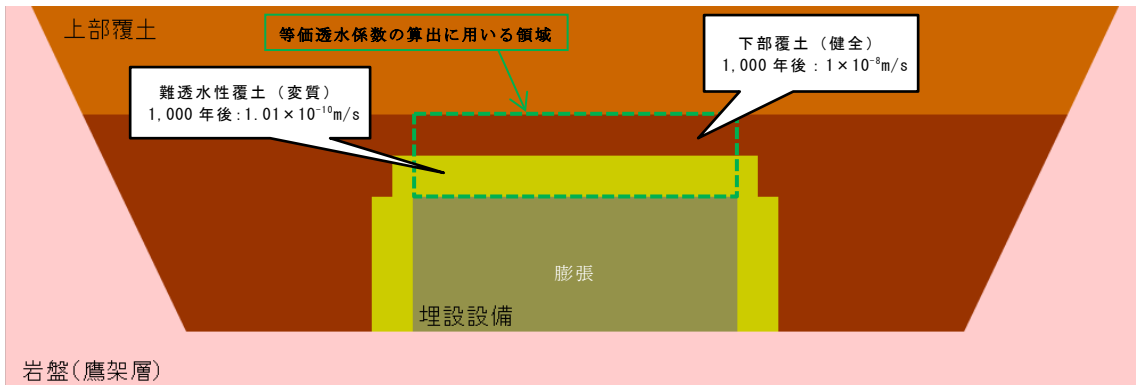 上部覆土
等価透水係数の算出に用いる領域
下部覆土（健全）
1,000 年後：1×10⁻⁸m/s
難透水性覆土（変質）
1,000 年後：1.01×10⁻¹⁰m/s
膨張
埋設設備
岩盤(鷹架層)